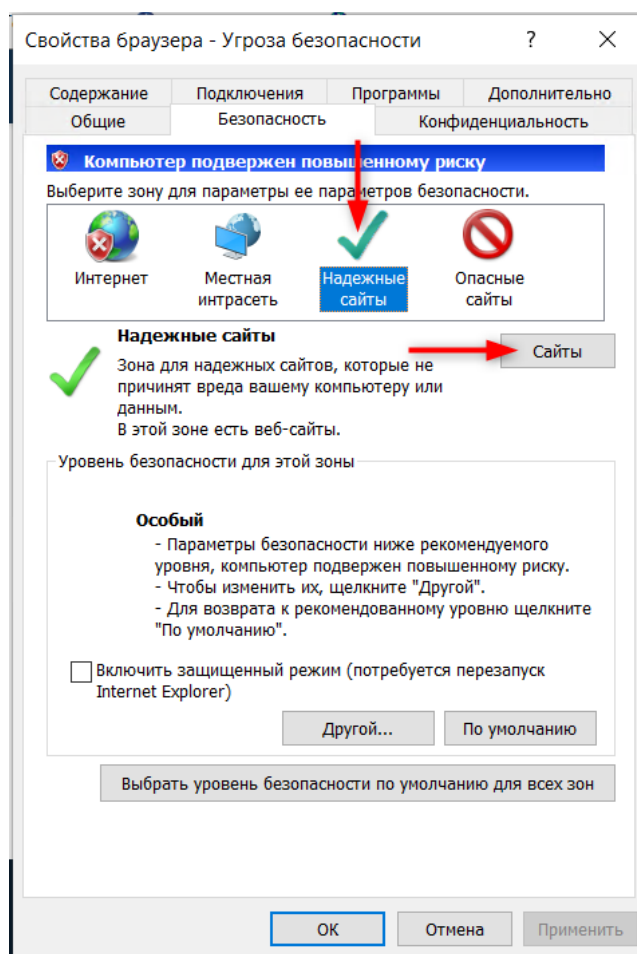 Свойства браузера - Угроза безопасности ? ×
Содержание Подключения Программы Дополнительно
Общие Безопасность Конфиденциальность
Компьютер подвержен повышенному риску
Выберите зону для параметры ее параметров безопасности.
Интернет
Местная
интрасеть
Надежные
сайты
Опасные
сайты
Надежные сайты
Сайты
Зона для надежных сайтов, которые не
причинят вреда вашему компьютеру или
данным.
В этой зоне есть веб-сайты.
Уровень безопасности для этой зоны
Особый
- Параметры безопасности ниже рекомендуемого
уровня, компьютер подвержен повышенному риску.
- Чтобы изменить их, щелкните "Другой".
- Для возврата к рекомендованному уровню щелкните
"По умолчанию".
Включить защищенный режим (потребуется перезапуск
Internet Explorer)
Другой... По умолчанию
Выбрать уровень безопасности по умолчанию для всех зон
ОК Отмена Применить